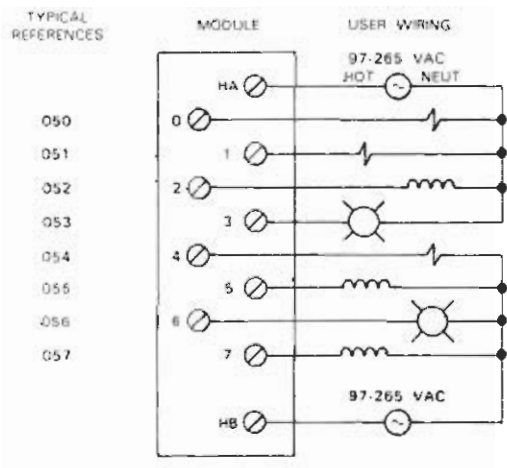 TYPICAL REFERENCES
MODULE
USER WIRING
97-265 VAC
HOT NEUT
HA
050 0
051 1
052 2
053 3
054 4
055 5
056 6
057 7
97-265 VAC
HB